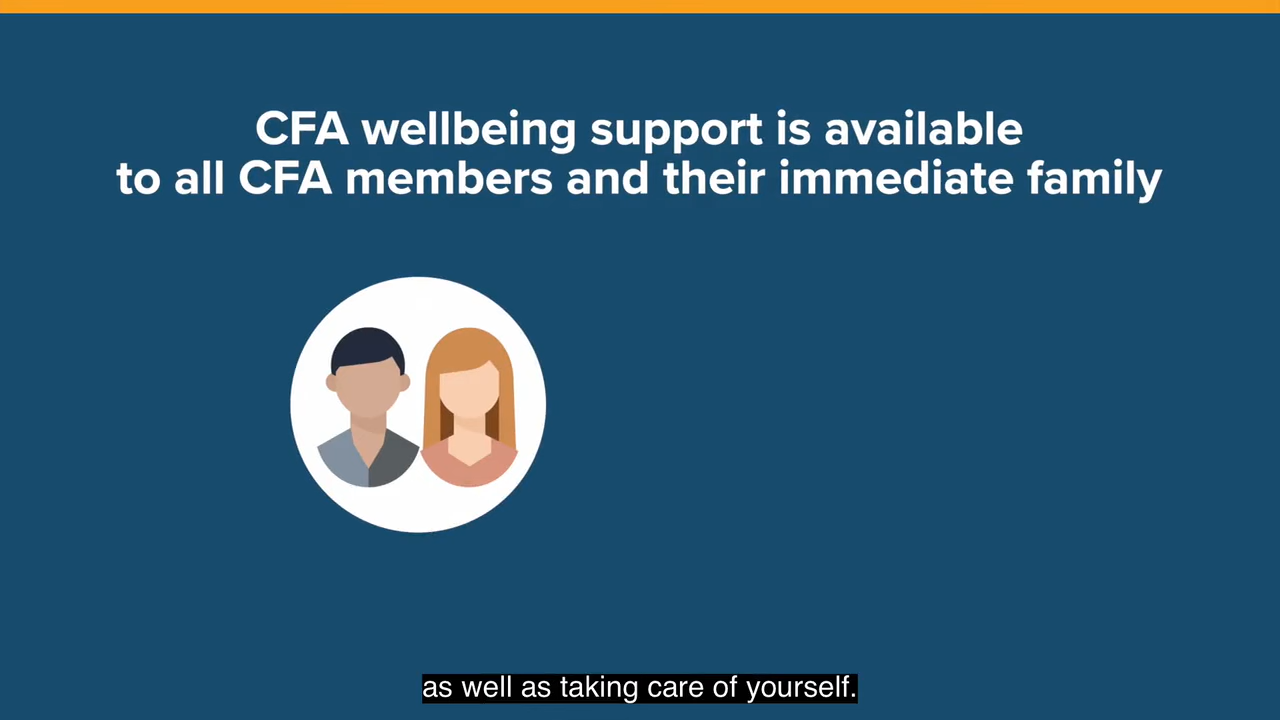 CFA wellbeing support is available
to all CFA members and their immediate family
as well as taking care of yourself.